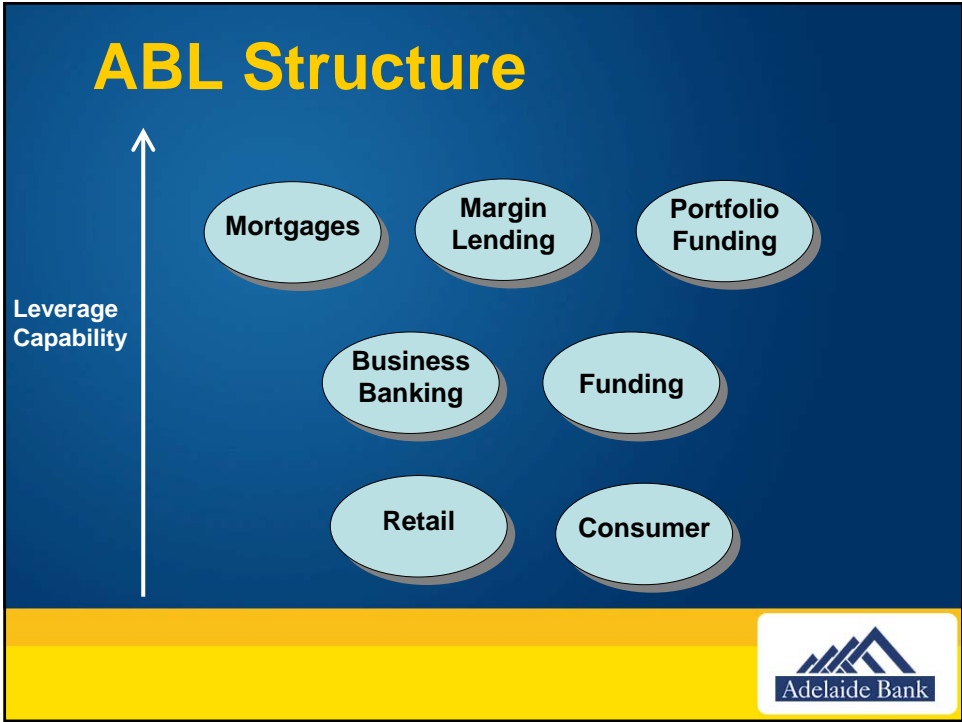 ABL Structure
Mortgages
Margin
Lending
Portfolio
Funding
Leverage
Capability
Business
Banking
Funding
Retail
Consumer
Adelaide Bank